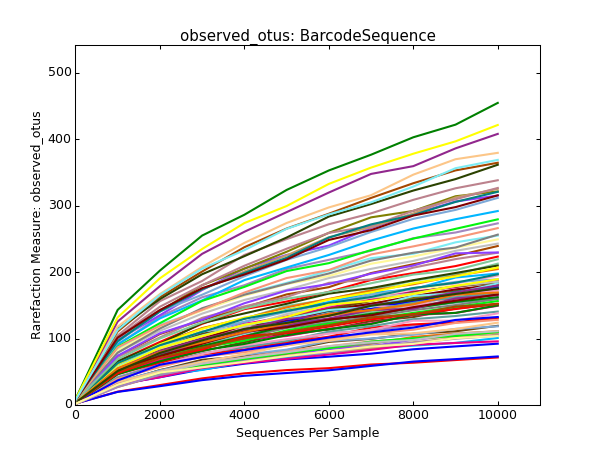 observed_otus: BarcodeSequence
500
400
300
200
100
0
0 2000 4000 6000 8000 10000
Rarefaction Measure: observed_otus
Sequences Per Sample